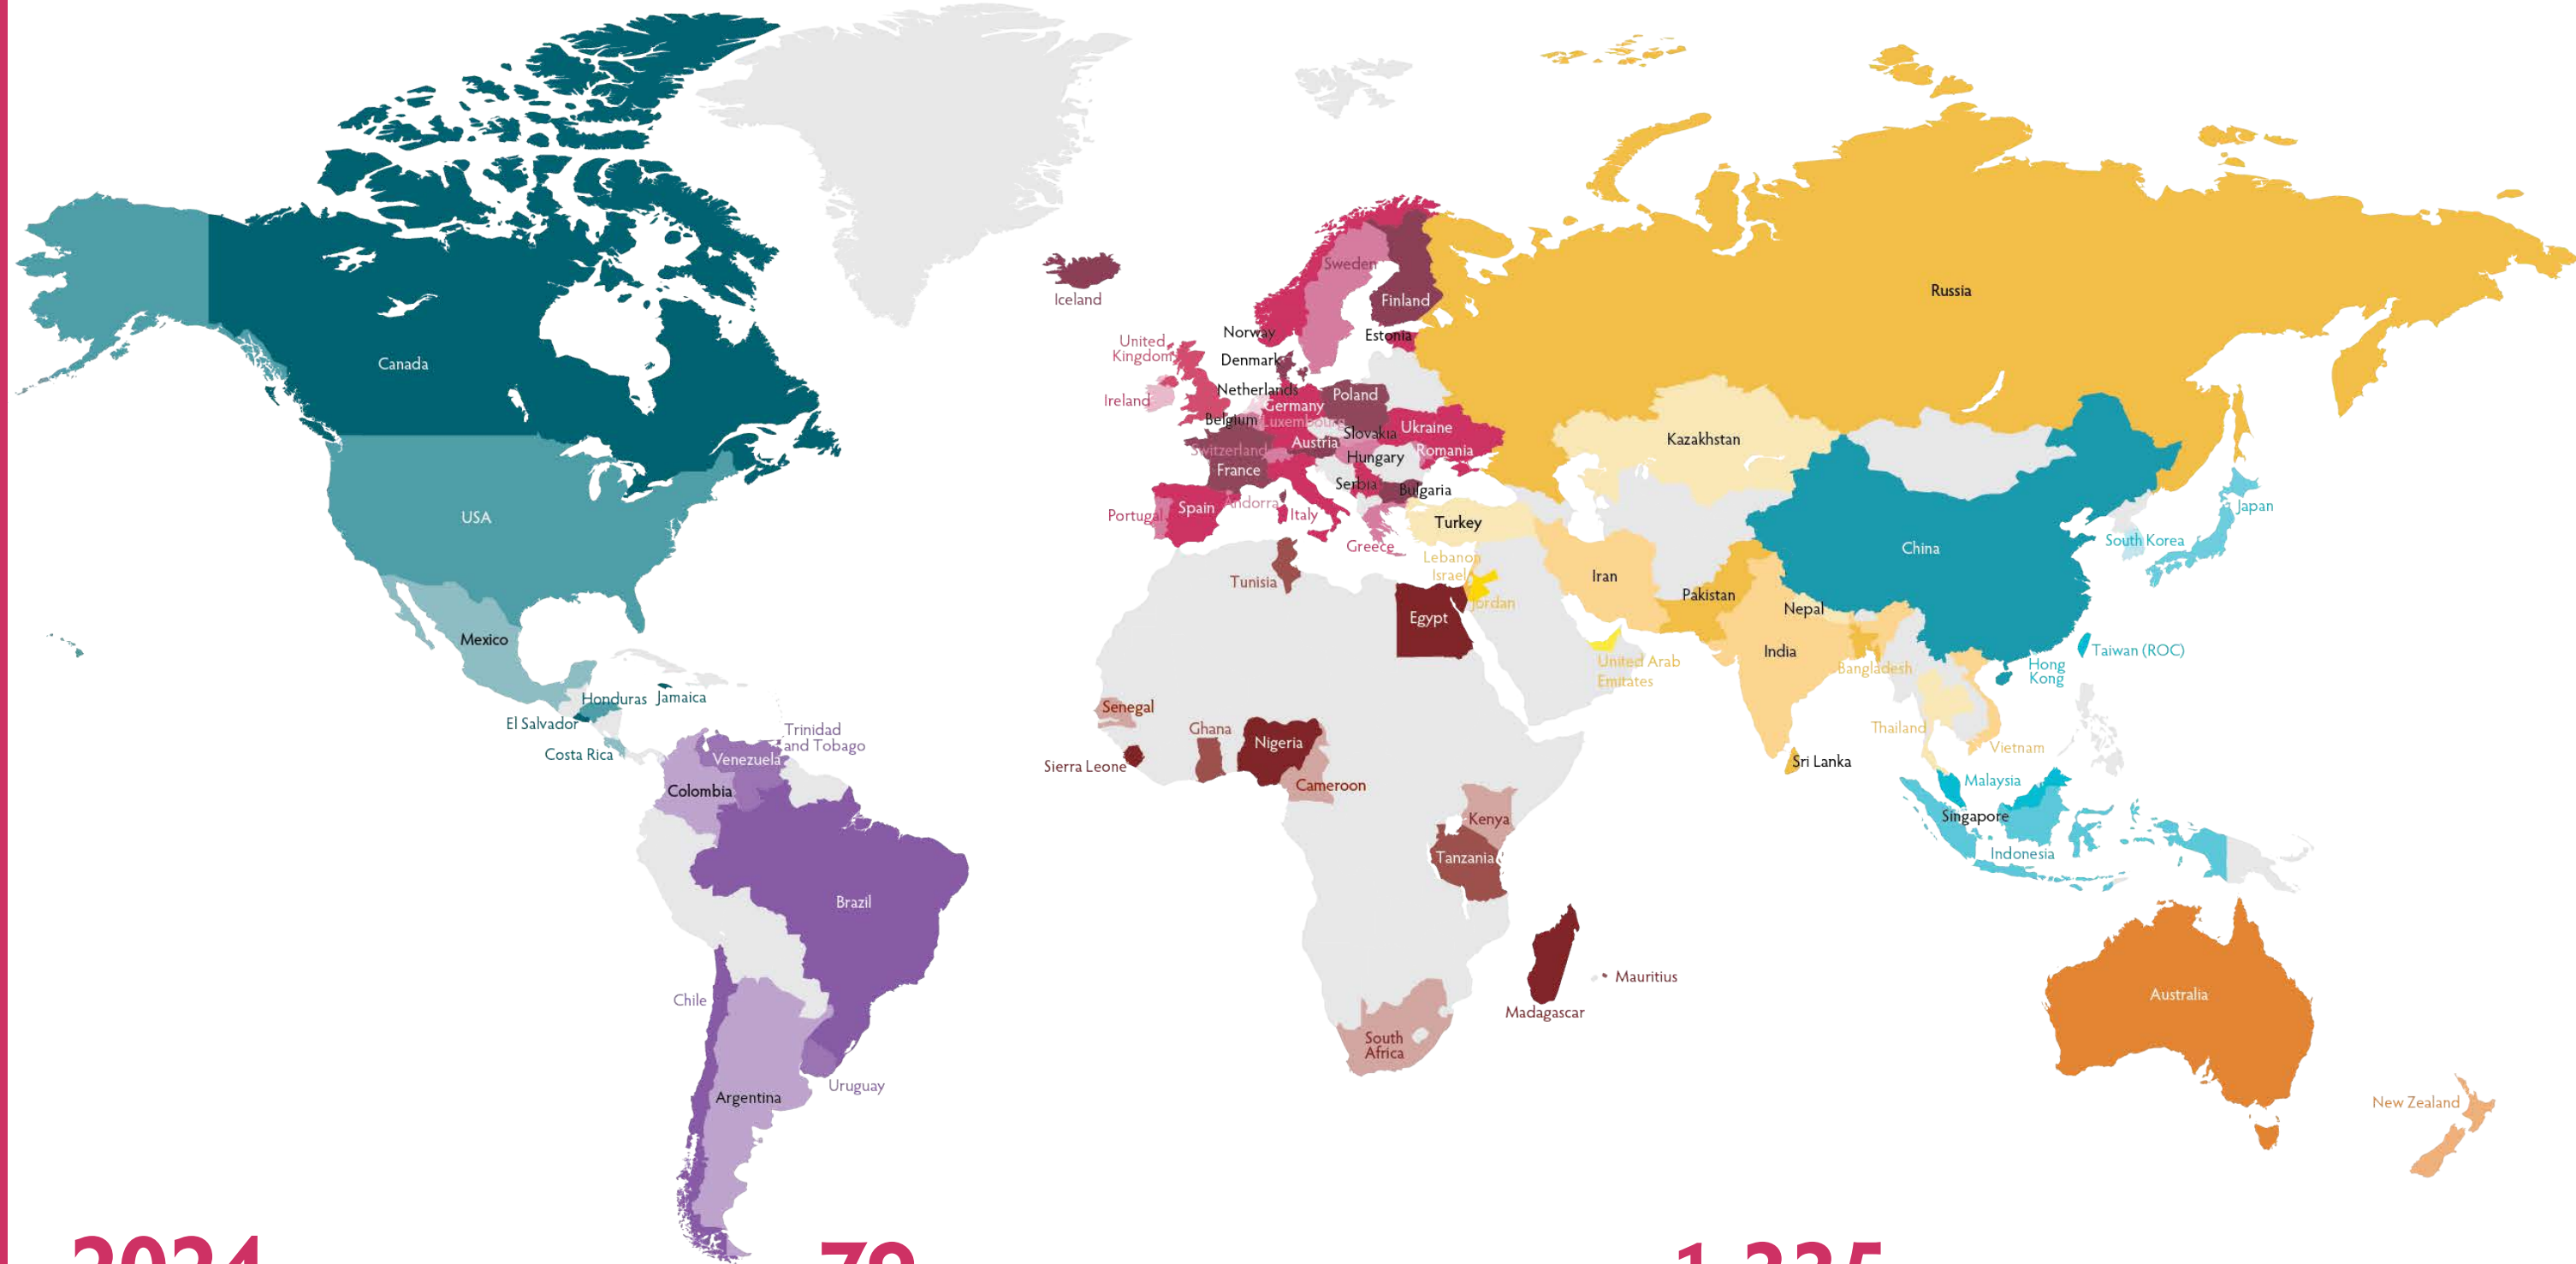 Canada
USA
Mexico
Honduras
Jamaica
El Salvador
Costa Rica
Trinidad
and Tobago
Venezuela
Colombia
Brazil
Chile
Argentina
Uruguay
Iceland
Sweden
Finland
Norway
Estonia
United
Kingdom
Denmark
Ireland
Netherlands
Poland
Germany
Belgium
Luxembourg
Slovakia
Ukraine
Austria
Switzerland
Hungary
Romania
France
Serbia
Bulgaria
Portugal
Spain
Andorra
Italy
Greece
Turkey
Lebanon
Israel
Jordan
Tunisia
Egypt
Senegal
Ghana
Nigeria
Sierra Leone
Cameroon
Kenya
Tanzania
Mauritius
Madagascar
South
Africa
Russia
Kazakhstan
Iran
Pakistan
Nepal
India
Bangladesh
United Arab
Emitates
Sri Lanka
China
Japan
South Korea
Taiwan (ROC)
Hong
Kong
Thailand
Vietnam
Malaysia
Singapore
Indonesia
Australia
New Zealand
2024